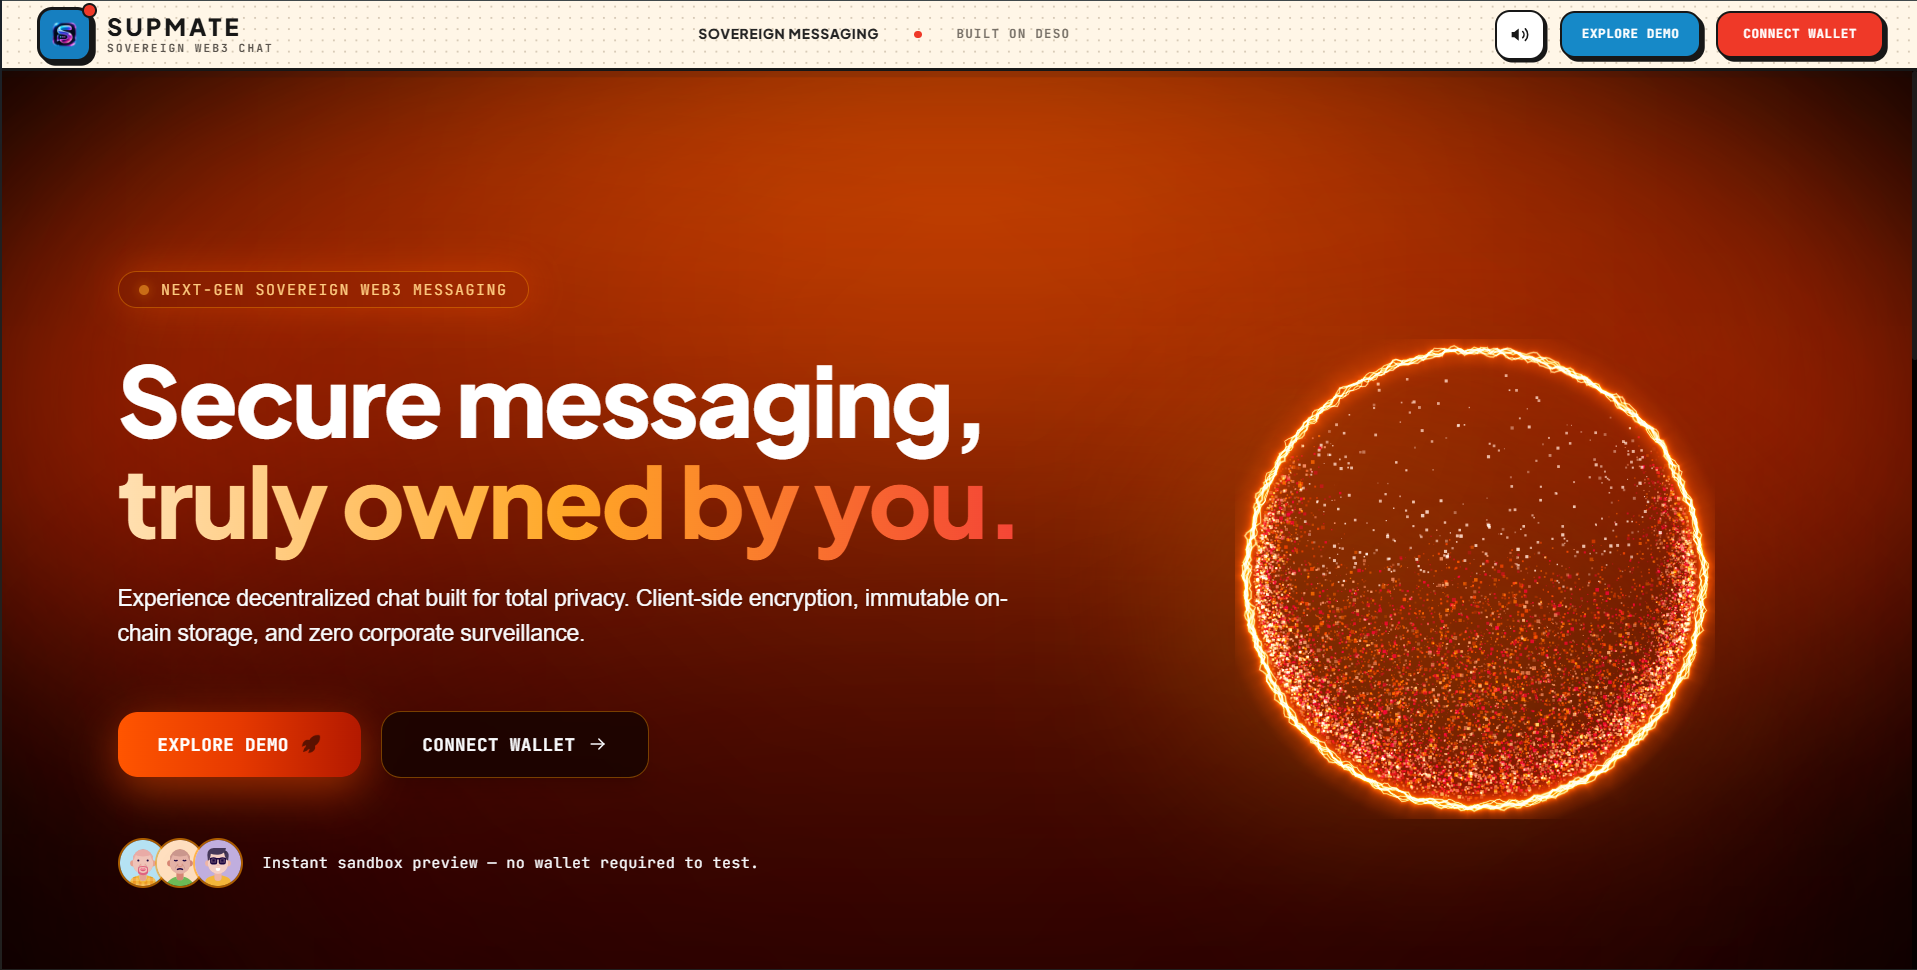 SUPMATE
SOVEREIGN WEB3 CHAT
SOVEREIGN MESSAGING
BUILT ON DESO
EXPLORE DEMO
CONNECT WALLET
NEXT-GEN SOVEREIGN WEB3 MESSAGING
Secure messaging,
truly owned by you.
Experience decentralized chat built for total privacy. Client-side encryption, immutable on-
chain storage, and zero corporate surveillance.
EXPLORE DEMO
CONNECT WALLET →
Instant sandbox preview — no wallet required to test.